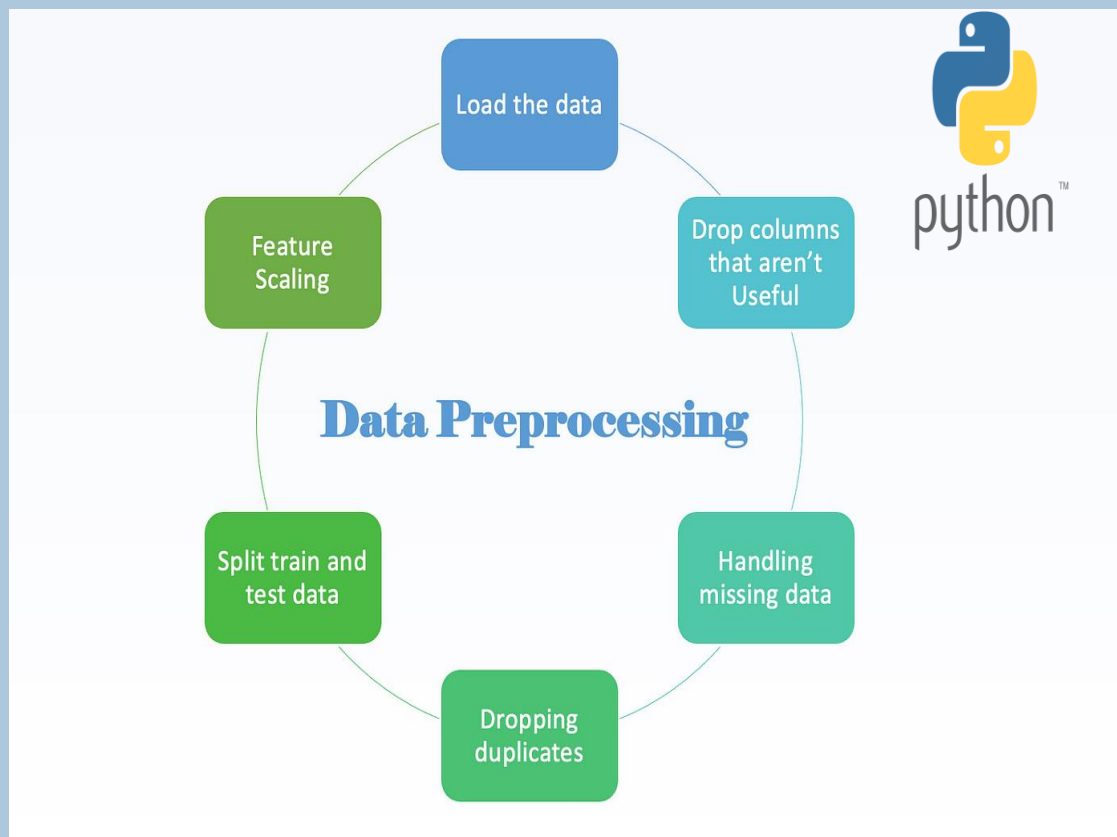 Load the data
Drop columns
that aren’t
Useful
Handling
missing data
Dropping
duplicates
Split train and
test data
Feature
Scaling
Data Preprocessing
python™